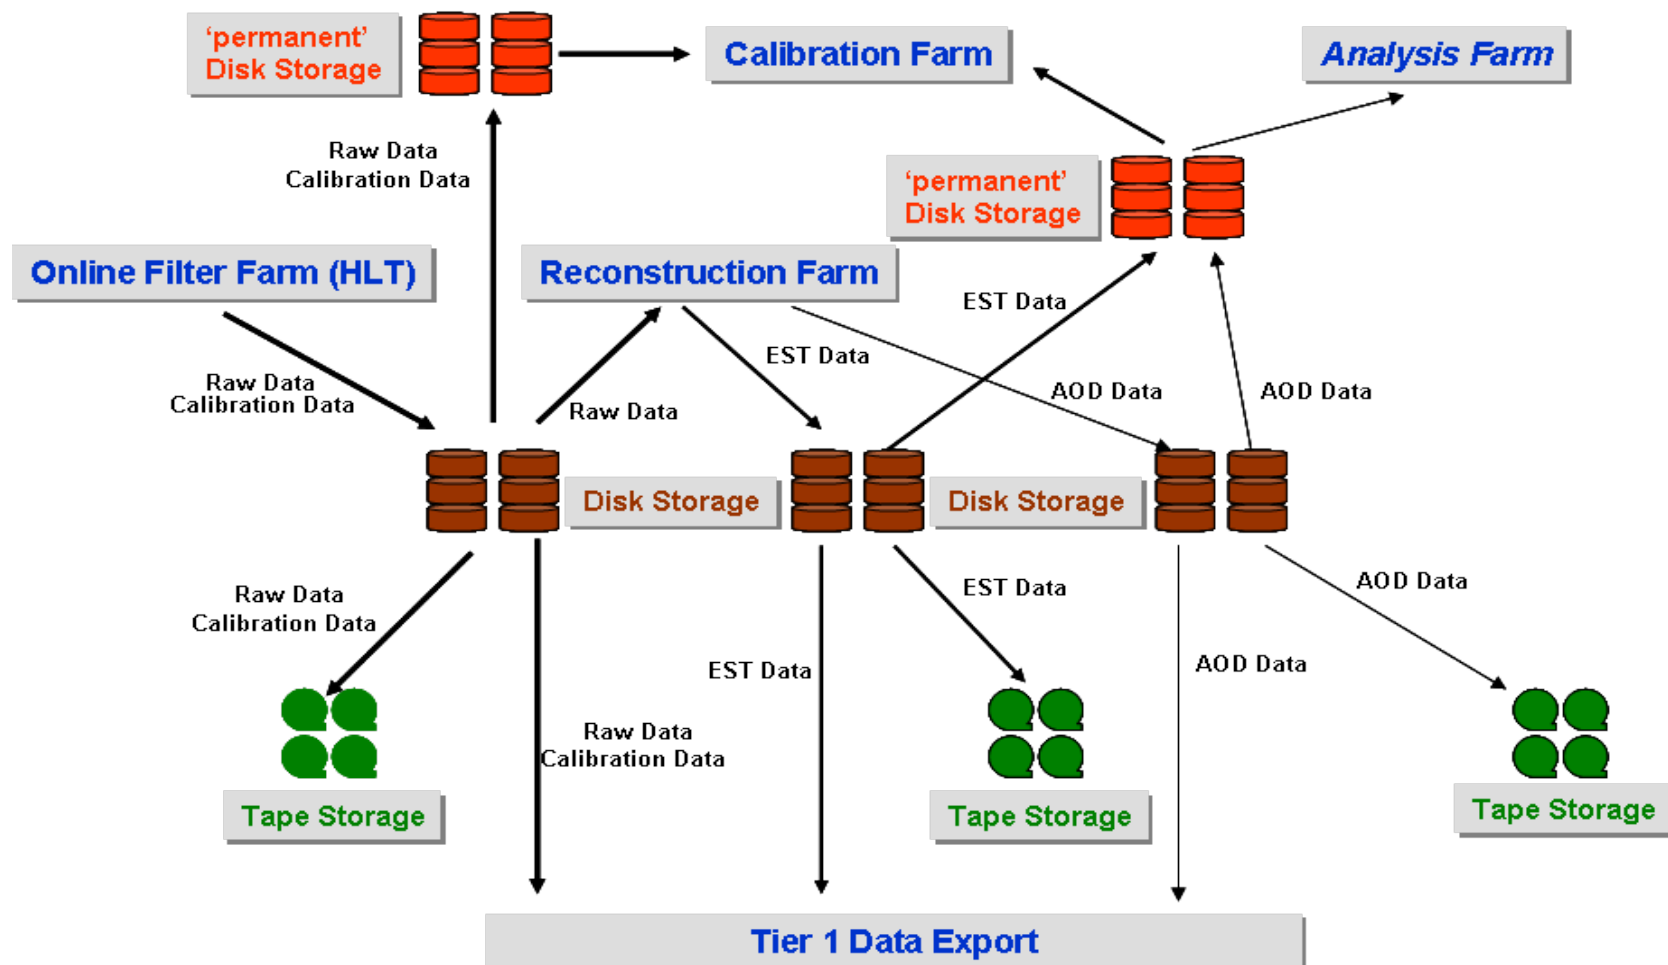 ‘permanent’
Disk Storage
Calibration Farm
Analysis Farm
Raw Data
Calibration Data
‘permanent’
Disk Storage
Online Filter Farm (HLT)
Reconstruction Farm
EST Data
EST Data
Raw Data
Calibration Data
Raw Data
AOD Data
AOD Data
Disk Storage
Disk Storage
Raw Data
Calibration Data
EST Data
AOD Data
EST Data
AOD Data
Raw Data
Calibration Data
Tape Storage
Tape Storage
Tape Storage
Tier 1 Data Export